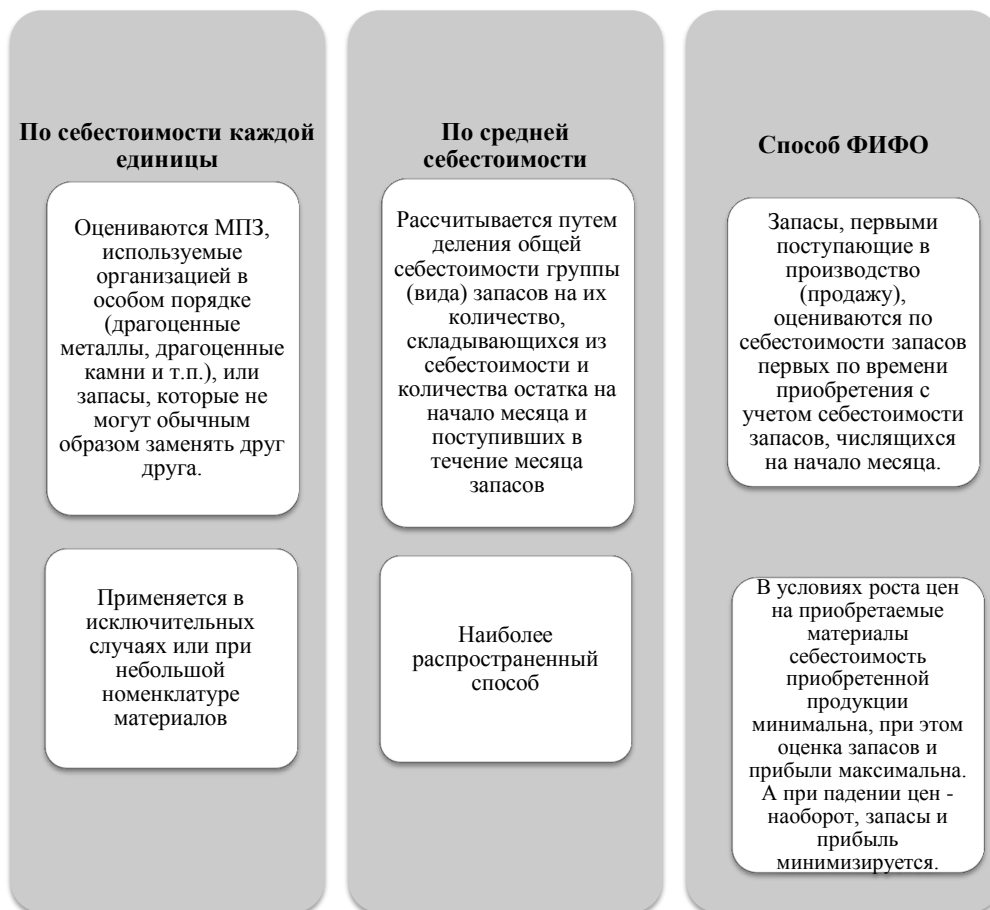 По себестоимости каждой
единицы
Оцениваются МПЗ,
используемые
организацией в
особом порядке
(драгоценные
металлы, драгоценные
камни и т.п.), или
запасы, которые не
могут обычным
образом заменять друг
друга.
Применяется в
исключительных
случаях или при
небольшой
номенклатуре
материалов
По средней
себестоимости
Рассчитывается путем
деления общей
себестоимости группы
(вида) запасов на их
количество,
складывающихся из
себестоимости и
количества остатка на
начало месяца и
поступивших в
течение месяца
запасов
Наиболее
распространенный
способ
Способ ФИФО
Запасы, первыми
поступающие в
производство
(продажу),
оцениваются по
себестоимости запасов
первых по времени
приобретения с
учетом себестоимости
запасов, числящихся
на начало месяца.
В условиях роста цен
на приобретаемые
материалы
себестоимость
приобретенной
продукции
минимальна, при этом
оценка запасов и
прибыли максимальна.
А при падении цен -
наоборот, запасы и
прибыль
минимизируется.